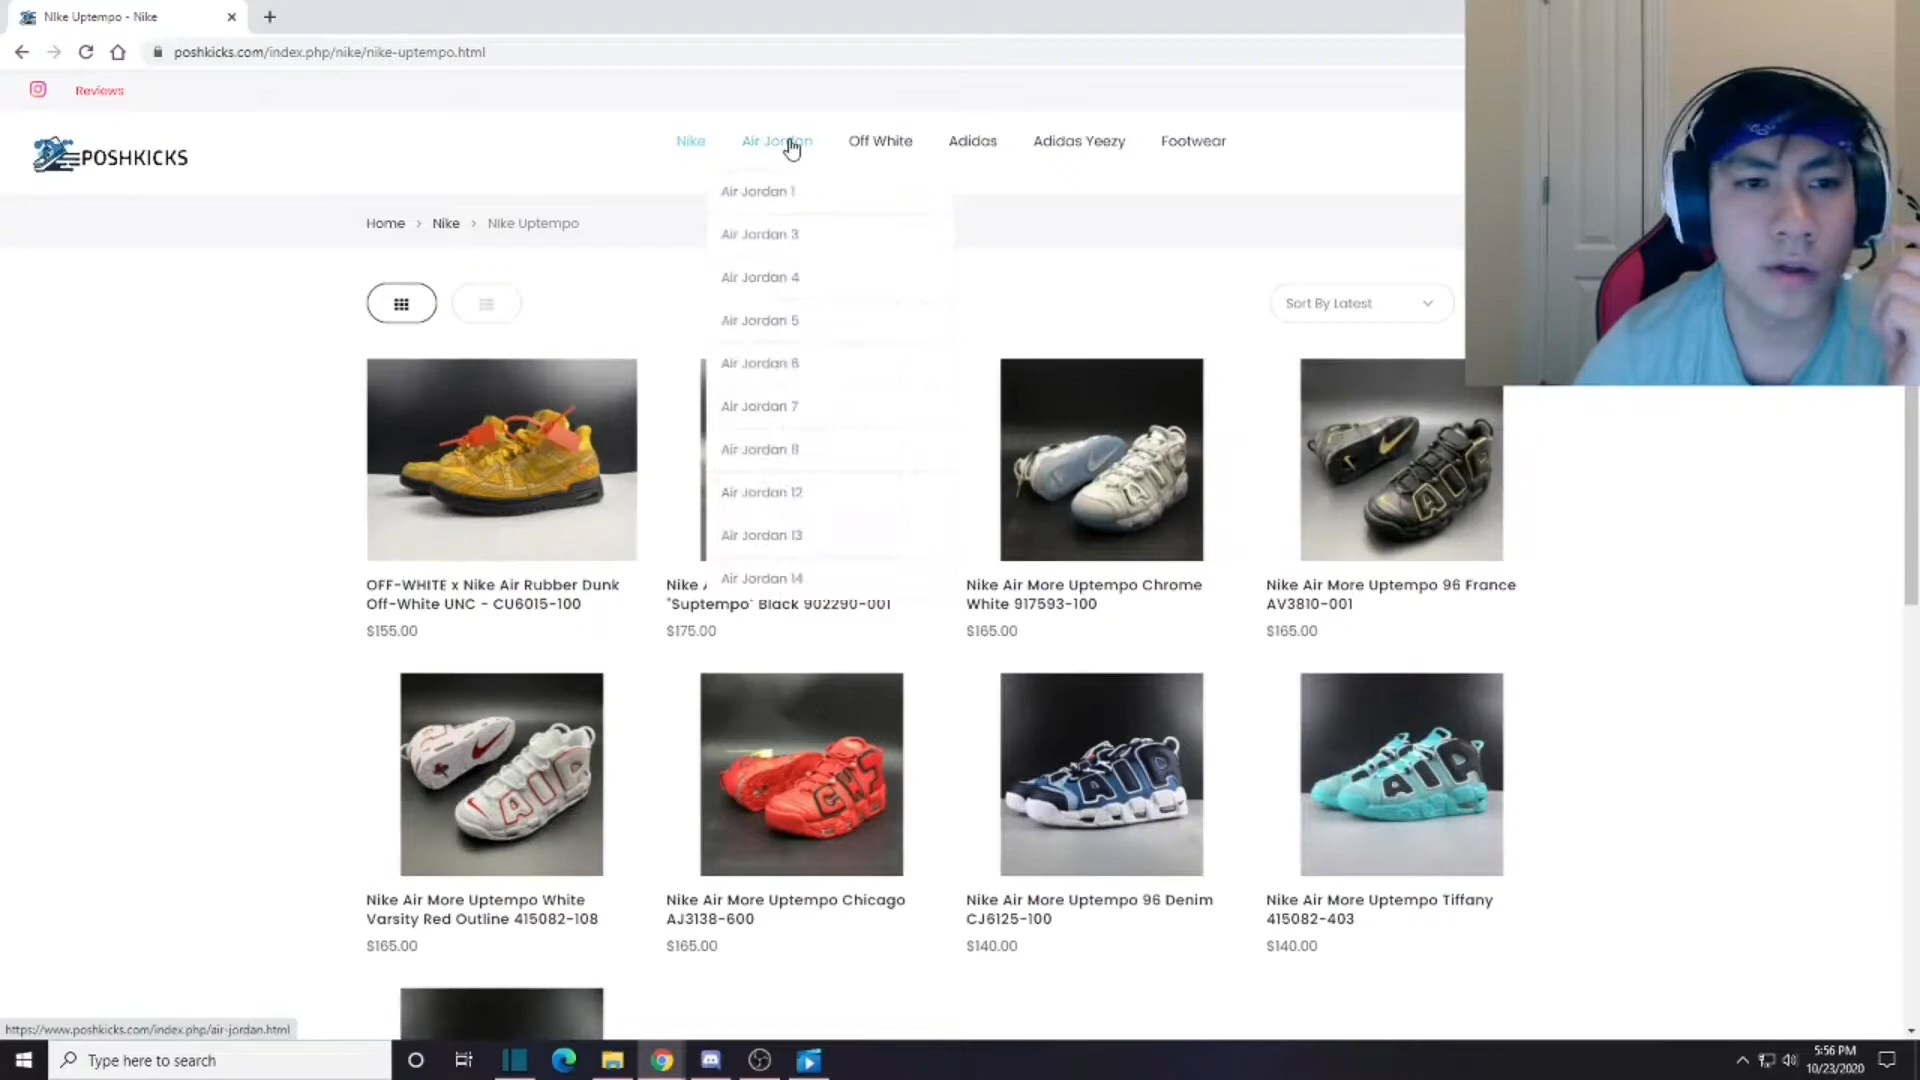 NIke Uptempo - Nike
poshkicks.com/index.php/nike/nike-uptempo.html
Reviews
POSHKICKS
Nike
Air Jordan
Off White
Adidas
Adidas Yeezy
Footwear
Home > Nike > NIke Uptempo
Air Jordan 1
Air Jordan 3
Air Jordan 4
Air Jordan 5
Air Jordan 6
Air Jordan 7
Air Jordan 8
Air Jordan 12
Air Jordan 13
Air Jordan 14
Sort By Latest
OFF-WHITE x Nike Air Rubber Dunk
Off-White UNC - CU6015-100
$155.00
Nike
"Suptempo" Black 902290-001
$175.00
Nike Air More Uptempo Chrome
White 917593-100
$165.00
Nike Air More Uptempo 96 France
AV3810-001
$165.00
AIR
AIR
Nike Air More Uptempo White
Varsity Red Outline 415082-108
$165.00
Nike Air More Uptempo Chicago
AJ3138-600
$165.00
Nike Air More Uptempo 96 Denim
CJ6125-100
$140.00
Nike Air More Uptempo Tiffany
415082-403
$140.00
AIR
CHI
AIR
AIR
https://www.poshkicks.com/index.php/air-jordan.html
Type here to search
5:56 PM
10/23/2020